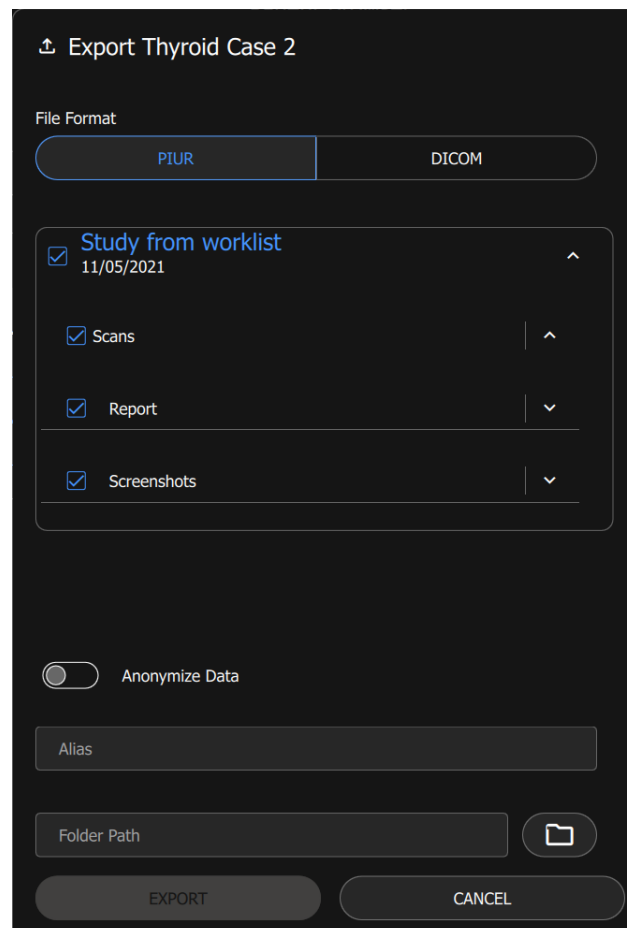 Export Thyroid Case 2
File Format
PIUR DICOM
Study from worklist
11/05/2021
Scans
Report
Screenshots
Anonymize Data
Alias
Folder Path
EXPORT CANCEL